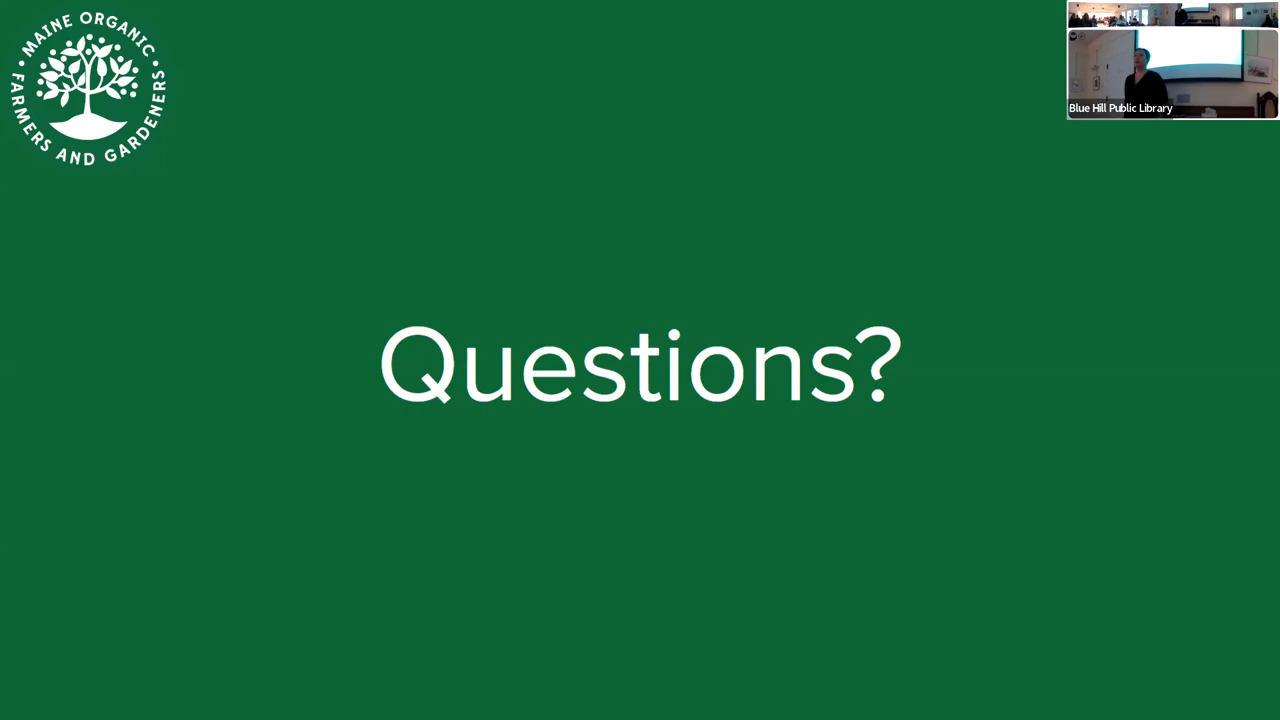 MAINE ORGANIC
FARMERS AND GARDENERS
Blue Hill Public Library
Questions?